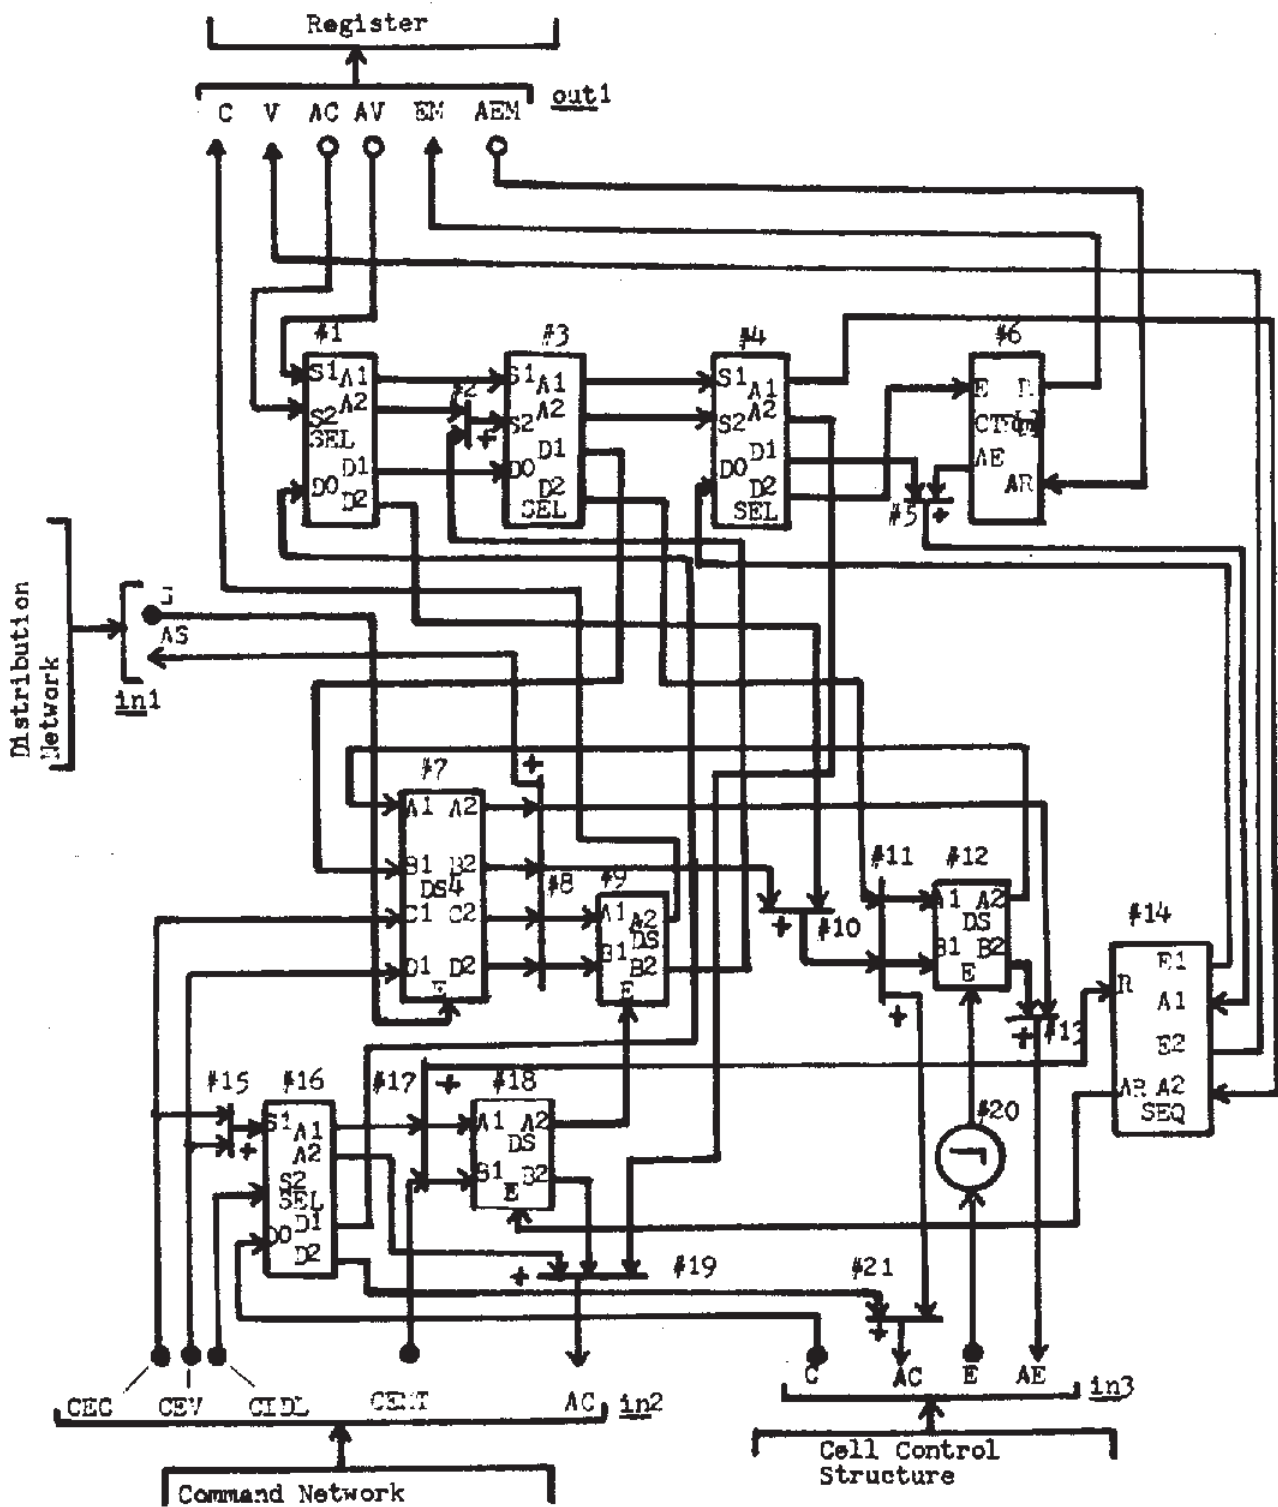 Register
out1
C V AC AV EM AEM
#1 #3 #4 #6
S1 A1
A2
S2
SEL
D1
D0
D2
#2
+
S1 A1
A2
S2
D1
D0
D2
SEL
S1 A1
A2
S2
D1
D0
D2
SEL
E R
AE
AR
#5 +
Distribution
Network
AS
in1
#7 +
A1 A2
B1 B2
DS4
C1 C2
D1 D2
E
#8 #9
A1 A2
DS
B1 B2
E
+ #10
#11 #12
A1 A2
DS
B1 B2
E
+
+ #13
#14
E1
R
A1
E2
AR A2
SEQ
#15 #16 #17 + #18
+
S1 A1
A2
S2
SEL
D1
D0
D2
A1 A2
DS
B1 B2
E
#20
+ #19 #21
+
CEC CEV CIDL CEMT AC in2
C AC E AE in3
Cell Control
Structure
Command Network